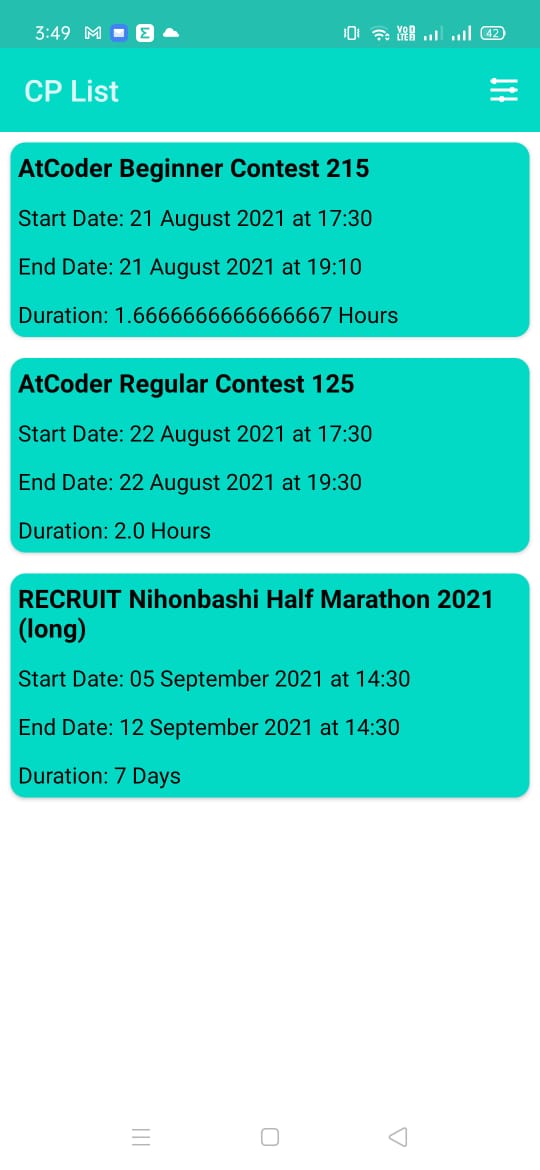 3:49 M Σ VoD LTE2 42
CP List
AtCoder Beginner Contest 215
Start Date: 21 August 2021 at 17:30
End Date: 21 August 2021 at 19:10
Duration: 1.6666666666666667 Hours
AtCoder Regular Contest 125
Start Date: 22 August 2021 at 17:30
End Date: 22 August 2021 at 19:30
Duration: 2.0 Hours
RECRUIT Nihonbashi Half Marathon 2021
(long)
Start Date: 05 September 2021 at 14:30
End Date: 12 September 2021 at 14:30
Duration: 7 Days